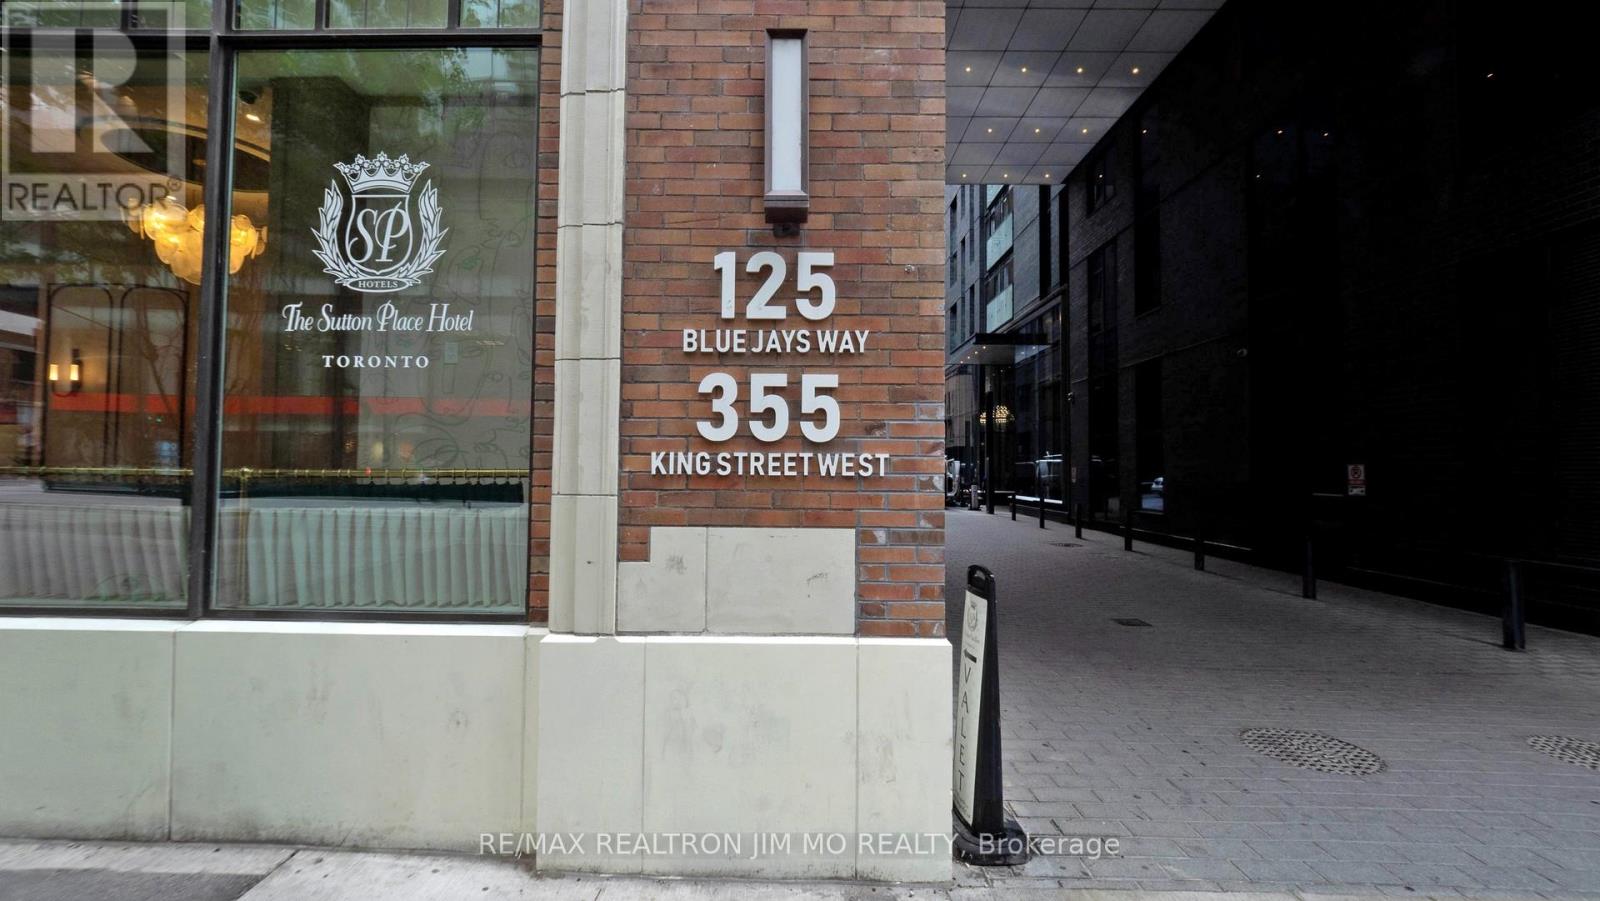 REALTOR®
SP
HOTELS
The Sutton Place Hotel
TORONTO
125
BLUE JAYS WAY
355
KING STREET WEST
VALET
RE/MAX REALTRON JIM MO REALTY, Brokerage